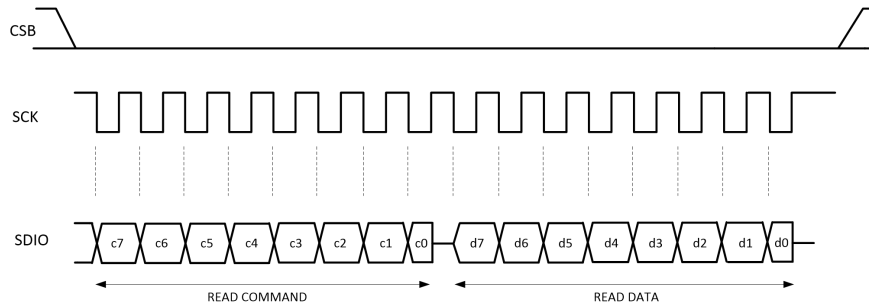 CSB
SCK
SDIO
c7 c6 c5 c4 c3 c2 c1 c0 d7 d6 d5 d4 d3 d2 d1 d0
READ COMMAND READ DATA